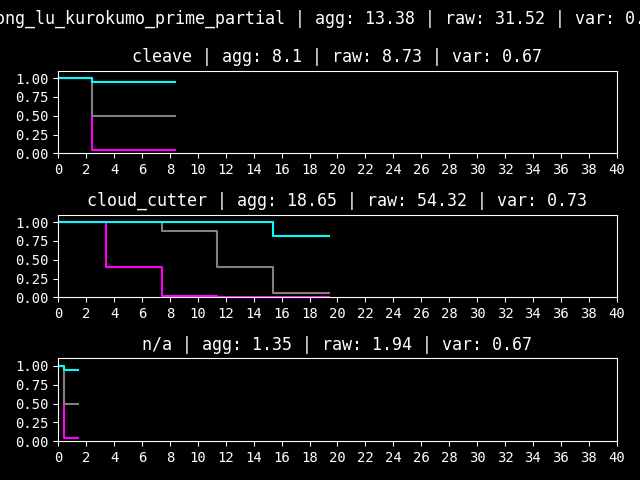 ong_lu_kurokumo_prime_partial | agg: 13.38 | raw: 31.52 | var: 0.
cleave | agg: 8.1 | raw: 8.73 | var: 0.67
1.00
0.75
0.50
0.25
0.00
0 2 4 6 8 10 12 14 16 18 20 22 24 26 28 30 32 34 36 38 40
cloud_cutter | agg: 18.65 | raw: 54.32 | var: 0.73
1.00
0.75
0.50
0.25
0.00
0 2 4 6 8 10 12 14 16 18 20 22 24 26 28 30 32 34 36 38 40
n/a | agg: 1.35 | raw: 1.94 | var: 0.67
1.00
0.75
0.50
0.25
0.00
0 2 4 6 8 10 12 14 16 18 20 22 24 26 28 30 32 34 36 38 40